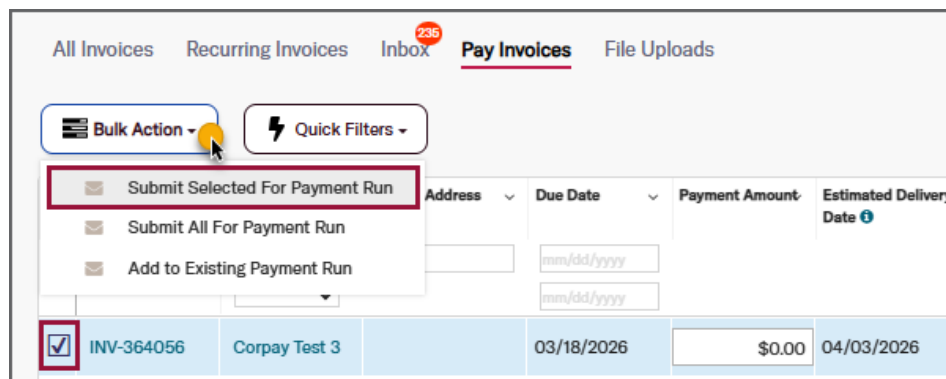 All Invoices Recurring Invoices Inbox 235 Pay Invoices File Uploads
Bulk Action Quick Filters
Submit Selected For Payment Run
Submit All For Payment Run
Add to Existing Payment Run
Address Due Date Payment Amount Estimated Delivery Date
mm/dd/yyyy
mm/dd/yyyy
INV-364056 Corpay Test 3 03/18/2026 $0.00 04/03/2026